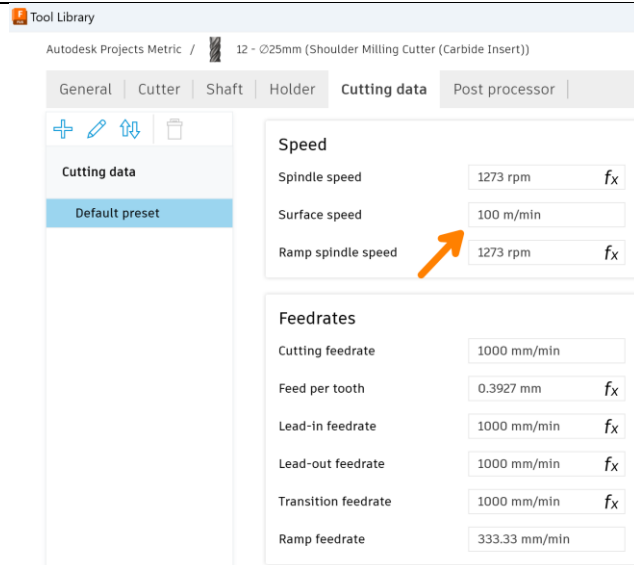 Tool Library
Autodesk Projects Metric / 12 - Ø25mm (Shoulder Milling Cutter (Carbide Insert))
General Cutter Shaft Holder Cutting data Post processor
Cutting data
Default preset
Speed
Spindle speed 1273 rpm fx
Surface speed 100 m/min
Ramp spindle speed 1273 rpm fx
Feedrates
Cutting feedrate 1000 mm/min
Feed per tooth 0.3927 mm fx
Lead-in feedrate 1000 mm/min fx
Lead-out feedrate 1000 mm/min fx
Transition feedrate 1000 mm/min fx
Ramp feedrate 333.33 mm/min